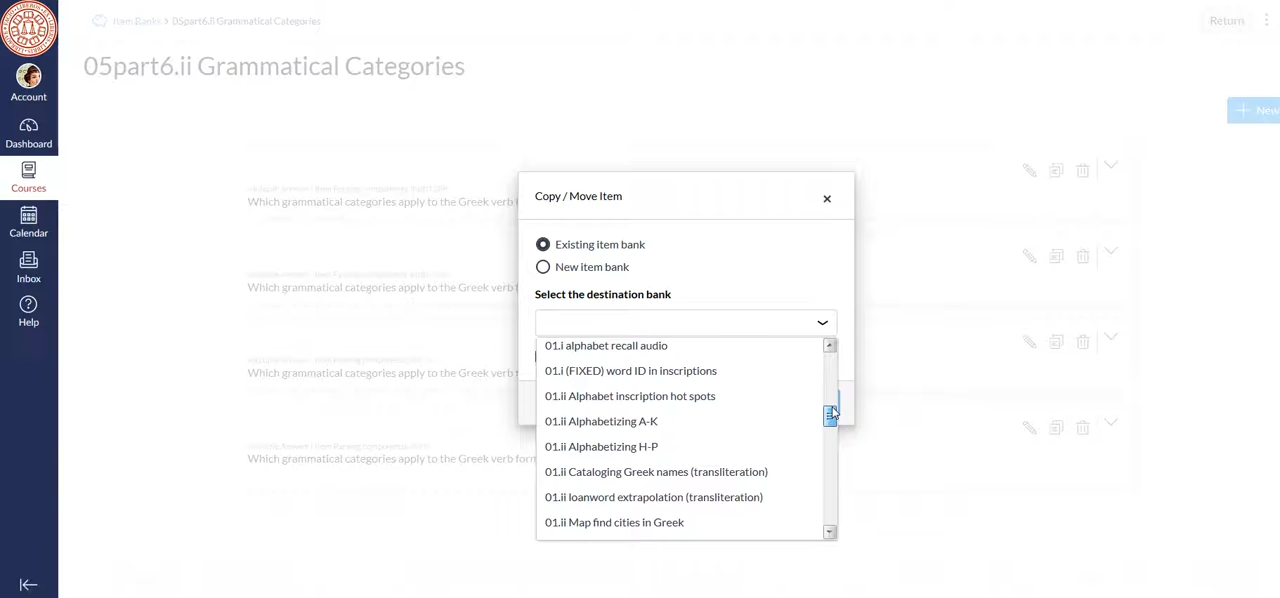 Item Banks > 05part6.ii Grammatical Categories
Return
05part6.ii Grammatical Categories
Account
Dashboard
Courses
Calendar
Inbox
Help
+ New
Which grammatical categories apply to the Greek verb
Which grammatical categories apply to the Greek verb
Which grammatical categories apply to the Greek verb
Which grammatical categories apply to the Greek verb form
Copy / Move Item
×
Existing item bank
New item bank
Select the destination bank
01.i alphabet recall audio
01.i (FIXED) word ID in inscriptions
01.ii Alphabet inscription hot spots
01.ii Alphabetizing A-K
01.ii Alphabetizing H-P
01.ii Cataloging Greek names (transliteration)
01.ii loanword extrapolation (transliteration)
01.ii Map find cities in Greek